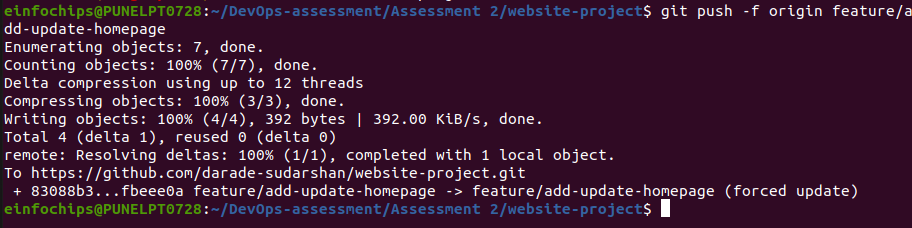 einfochips@PUNELPT0728:~/DevOps-assessment/Assessment 2/website-project$ git push -f origin feature/a
dd-update-homepage
Enumerating objects: 7, done.
Counting objects: 100% (7/7), done.
Delta compression using up to 12 threads
Compressing objects: 100% (3/3), done.
Writing objects: 100% (4/4), 392 bytes | 392.00 KiB/s, done.
Total 4 (delta 1), reused 0 (delta 0)
remote: Resolving deltas: 100% (1/1), completed with 1 local object.
To https://github.com/darade-sudarshan/website-project.git
 + 83088b3...fbeee0a feature/add-update-homepage -> feature/add-update-homepage (forced update)
einfochips@PUNELPT0728:~/DevOps-assessment/Assessment 2/website-project$